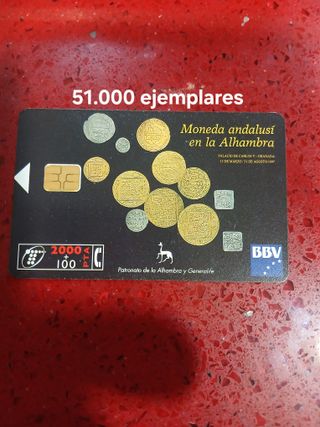 51.000 ejemplares
Moneda andalusí
en la Alhambra
PALACIO DE CARLOS V - GRANADA
2000
+
100
PTA
Patronato de la Alhambra y Generalife
BBV